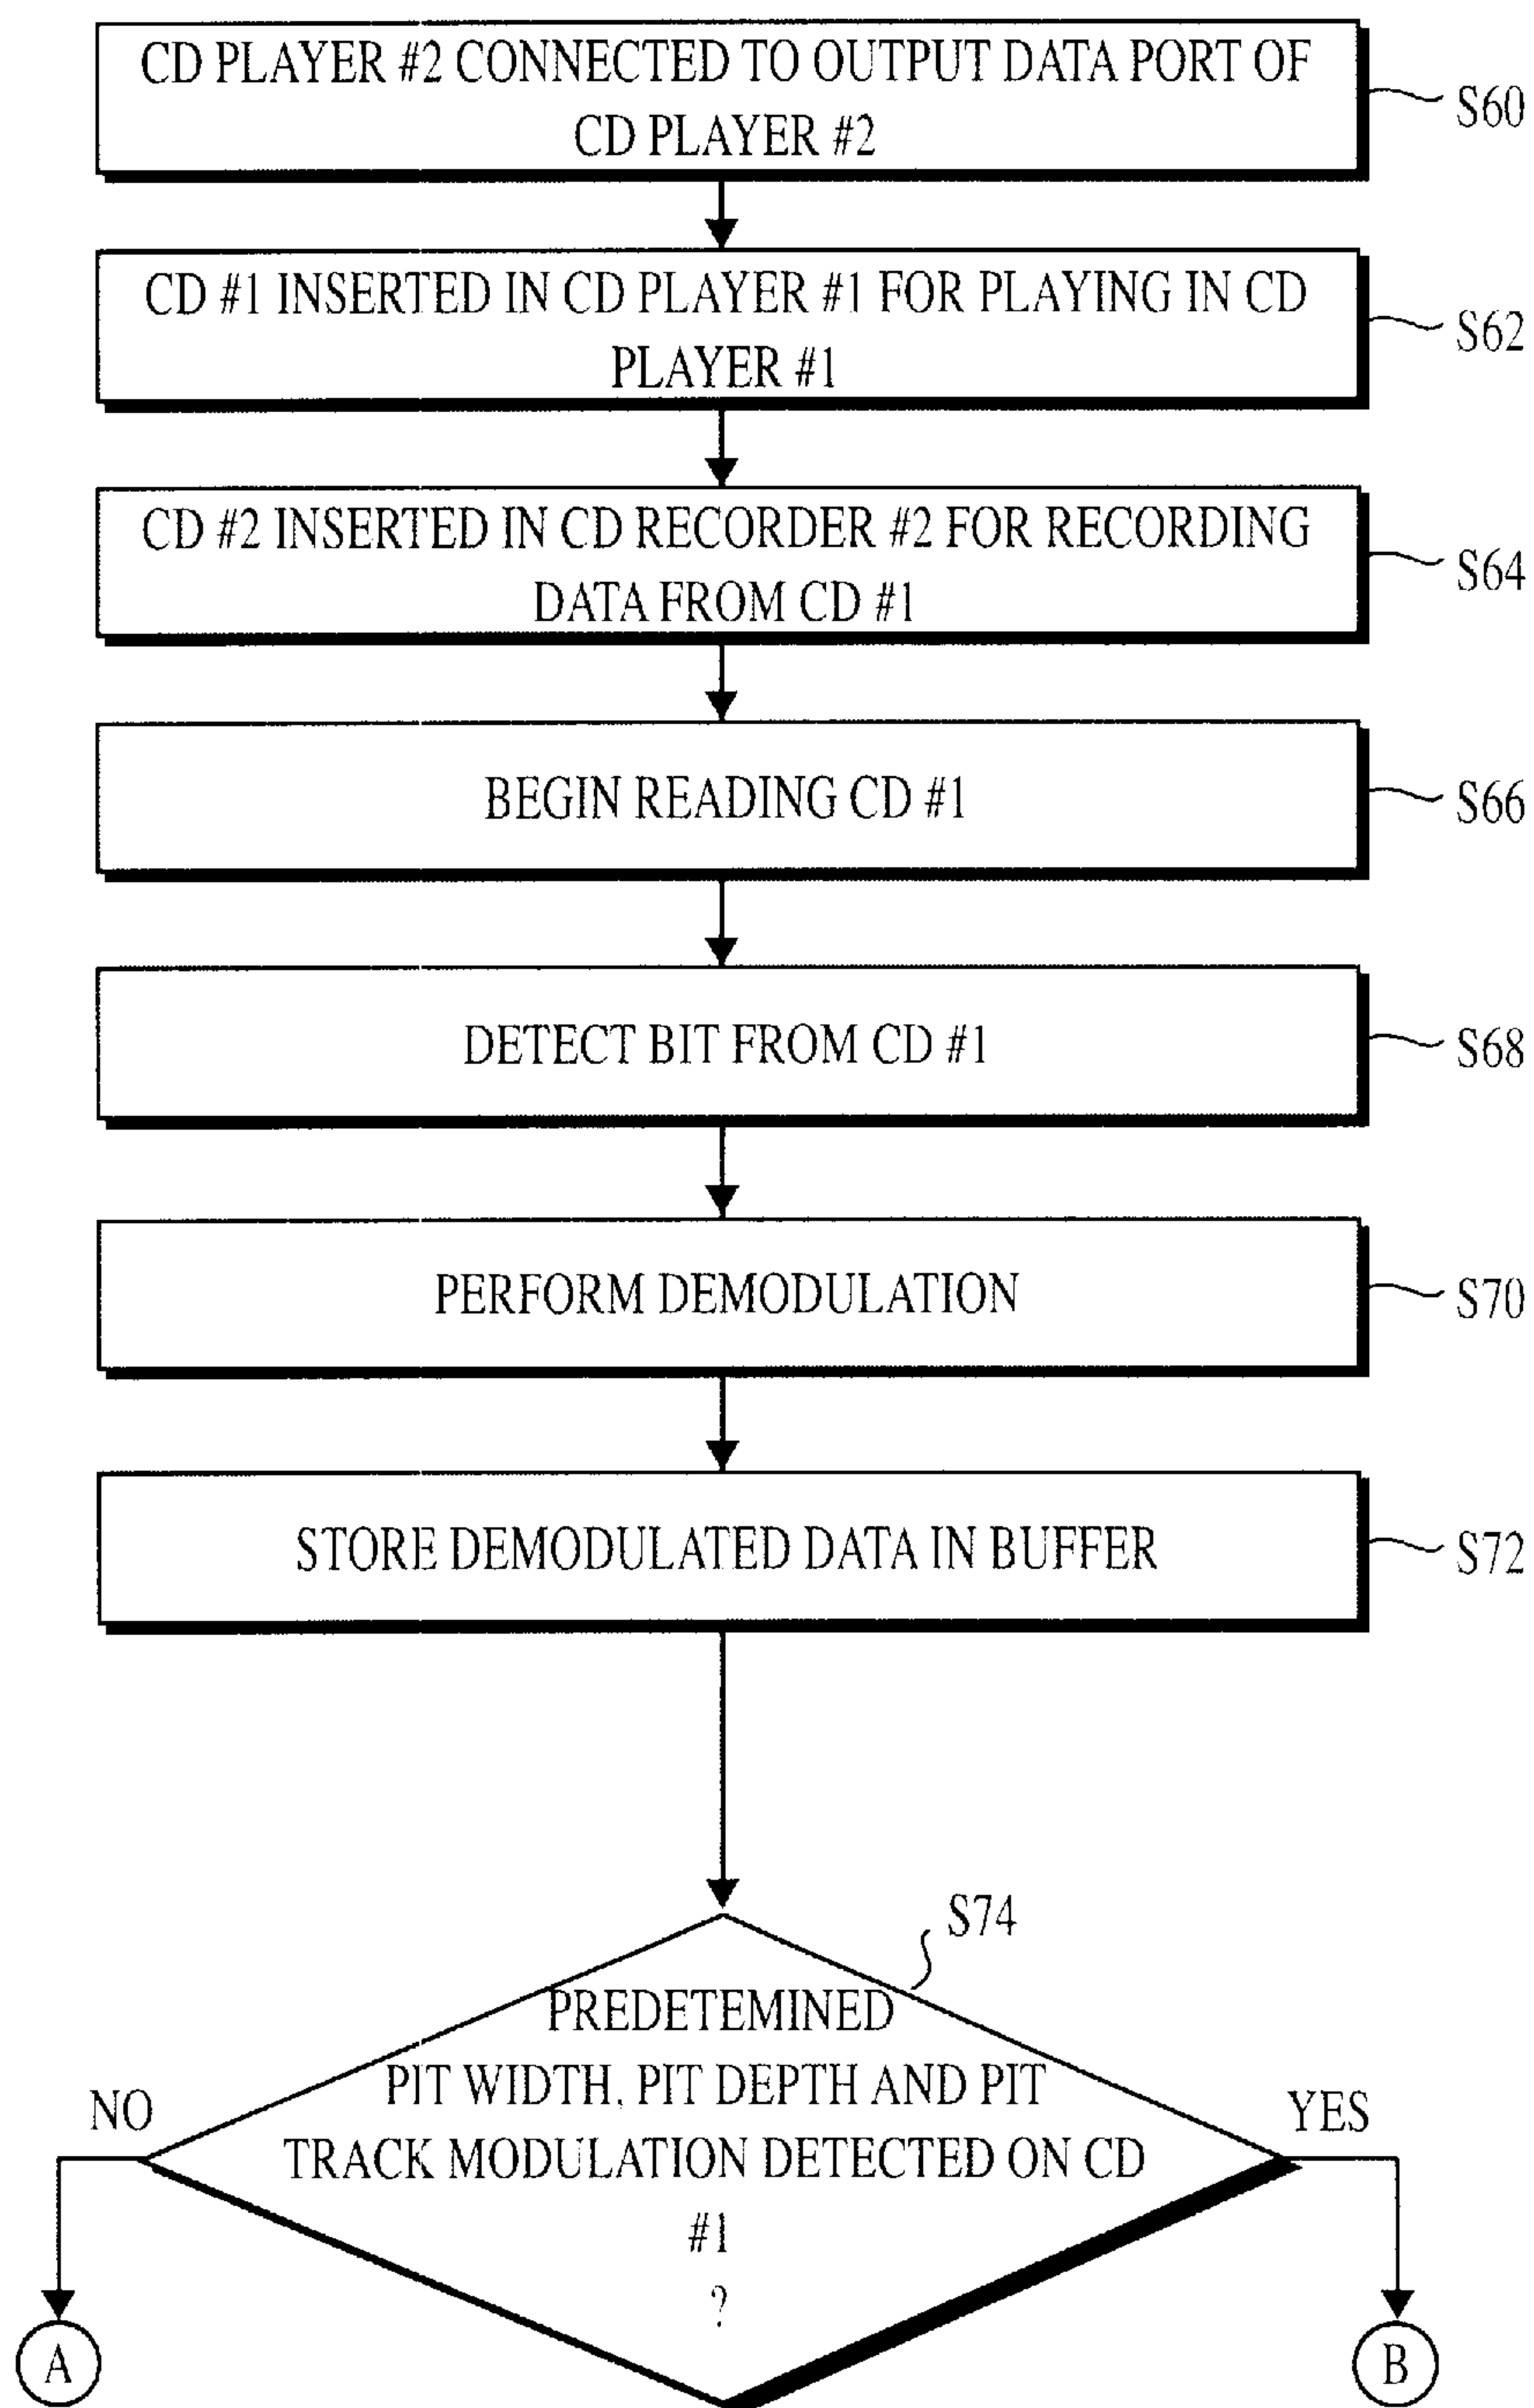 CD PLAYER #2 CONNECTED TO OUTPUT DATA PORT OF
CD PLAYER #2
S60
CD #1 INSERTED IN CD PLAYER #1 FOR PLAYING IN CD
PLAYER #1
S62
CD #2 INSERTED IN CD RECORDER #2 FOR RECORDING
DATA FROM CD #1
S64
BEGIN READING CD #1
S66
DETECT BIT FROM CD #1
S68
PERFORM DEMODULATION
S70
STORE DEMODULATED DATA IN BUFFER
S72
S74
PREDETEMINED
PIT WIDTH, PIT DEPTH AND PIT
TRACK MODULATION DETECTED ON CD
#1
?
NO
YES
A
B